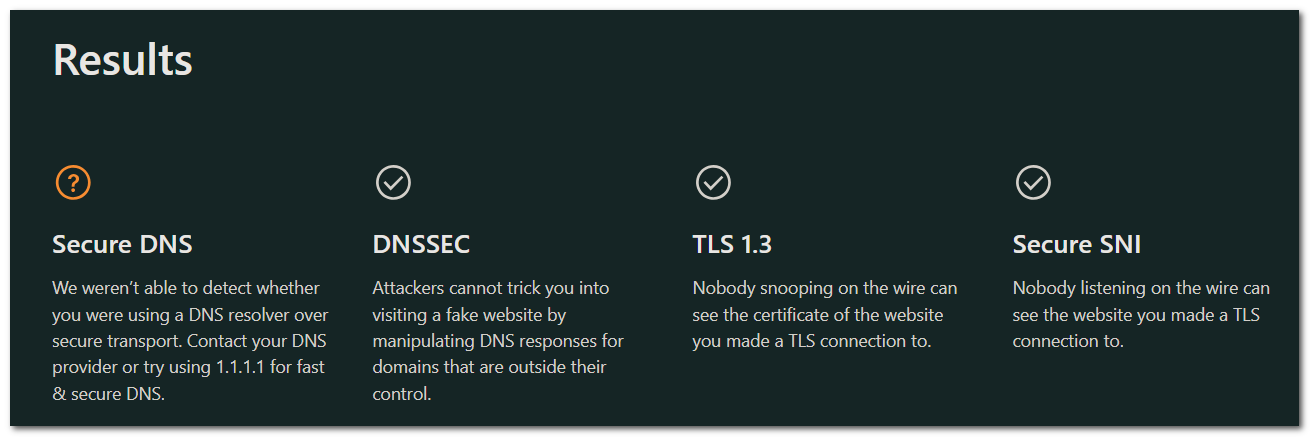 Results
Secure DNS
We weren’t able to detect whether
you were using a DNS resolver over
secure transport. Contact your DNS
provider or try using 1.1.1.1 for fast
& secure DNS.
DNSSEC
Attackers cannot trick you into
visiting a fake website by
manipulating DNS responses for
domains that are outside their
control.
TLS 1.3
Nobody snooping on the wire can
see the certificate of the website
you made a TLS connection to.
Secure SNI
Nobody listening on the wire can
see the website you made a TLS
connection to.